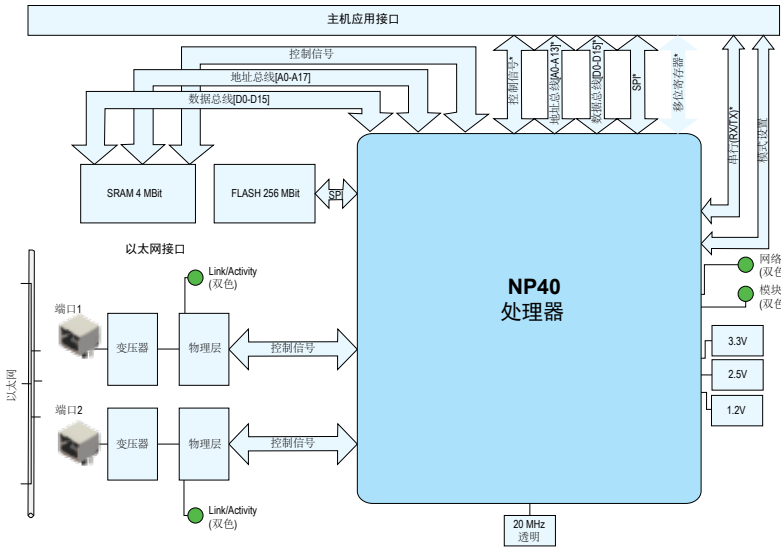 主机应用接口
控制信号
地址总线[A0-A17]
数据总线[D0-D15]
控制信号*
地址总线[A0-A13]*
数据总线[D0-D15]*
SPI*
移位寄存器*
串行(RX/TX)*
模式设置
SRAM 4 MBit
FLASH 256 MBit
SPI
以太网接口
Link/Activity
(双色)
NP40
处理器
网络
(双色
模块
(双色
端口1
变压器
物理层
控制信号
3.3V
2.5V
1.2V
以太网
端口2
变压器
物理层
控制信号
Link/Activity
(双色)
20 MHz
透明